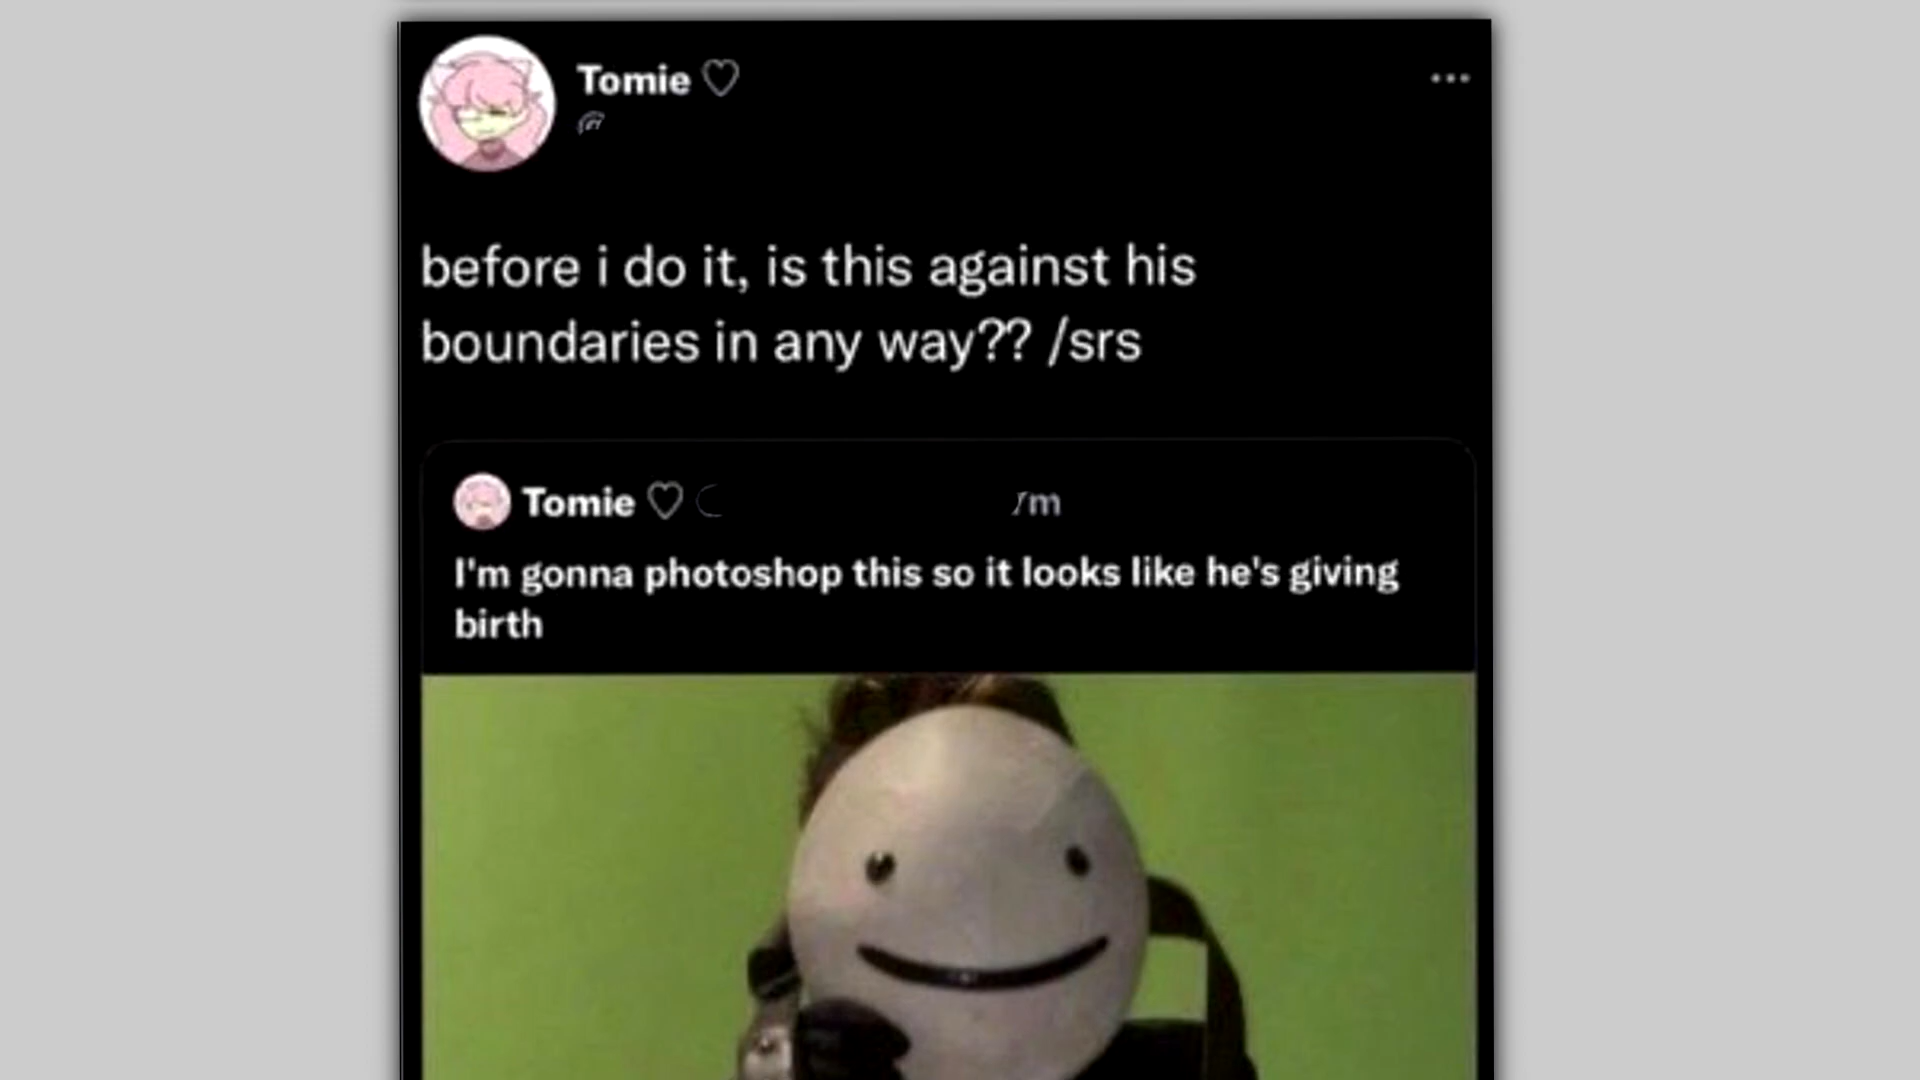 Tomie ♡
before i do it, is this against his
boundaries in any way?? /srs
Tomie ♡
I'm gonna photoshop this so it looks like he's giving
birth